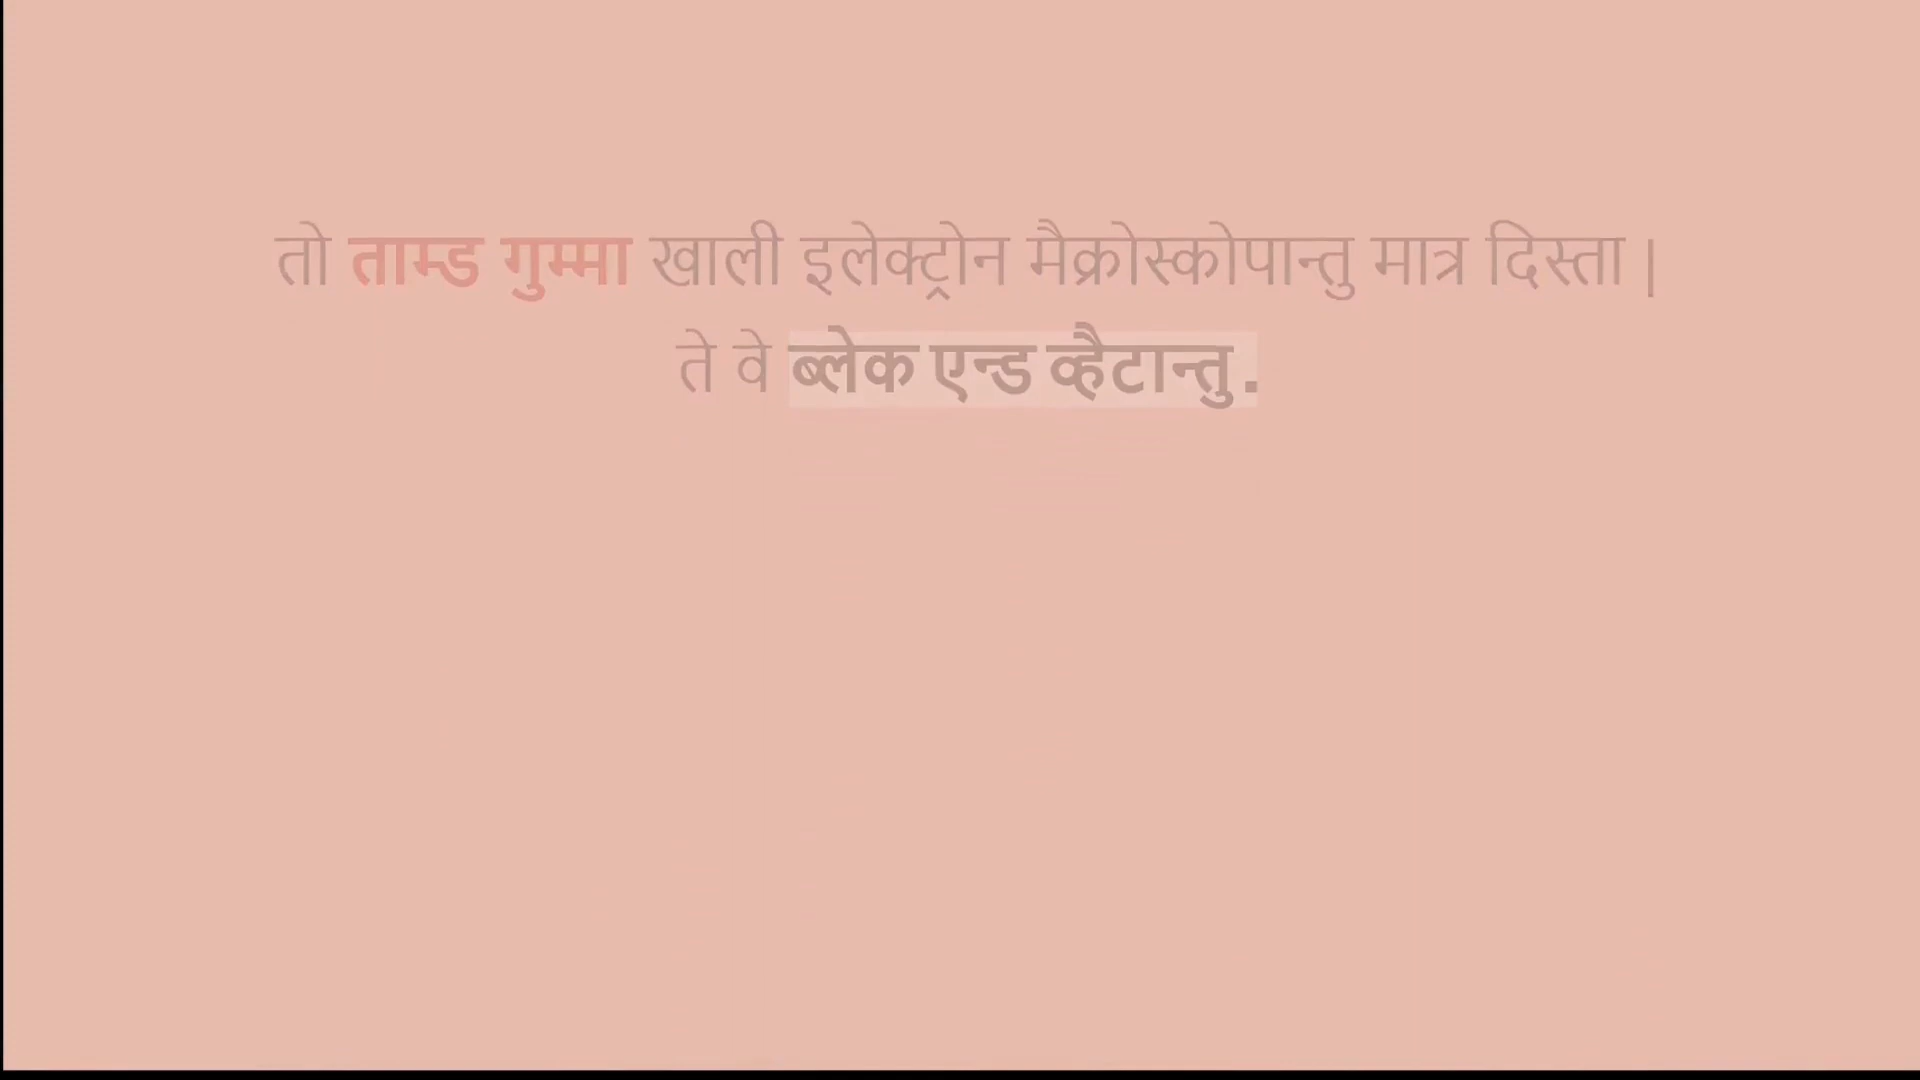 तो ताम्ड गुम्मा खाली इलेक्ट्रोन मैक्रोस्कोपान्तु मात्र दिस्ता |
ते वे ब्लेक एन्ड व्हैटान्तु.